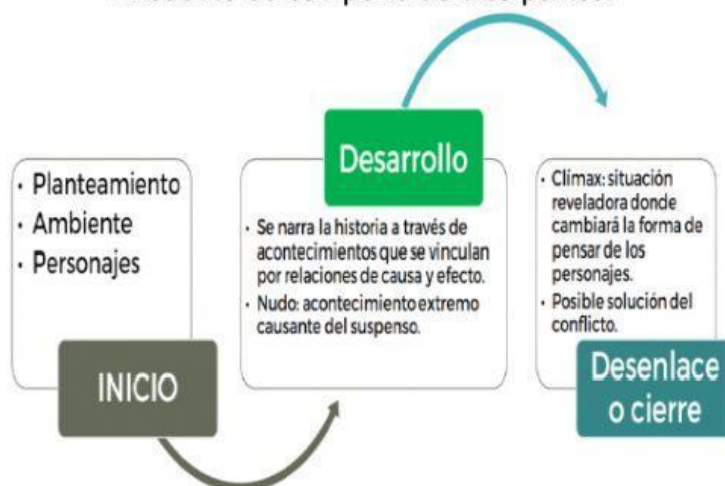 • Planteamiento
• Ambiente
• Personajes
INICIO
Desarrollo
• Se narra la historia a través de
acontecimientos que se vinculan
por relaciones de causa y efecto.
• Nudo: acontecimiento extremo
causante del suspenso.
• Clímax: situación
reveladora donde
cambiará la forma de
pensar de los
personajes.
• Posible solución del
conflicto.
Desenlace
o cierre